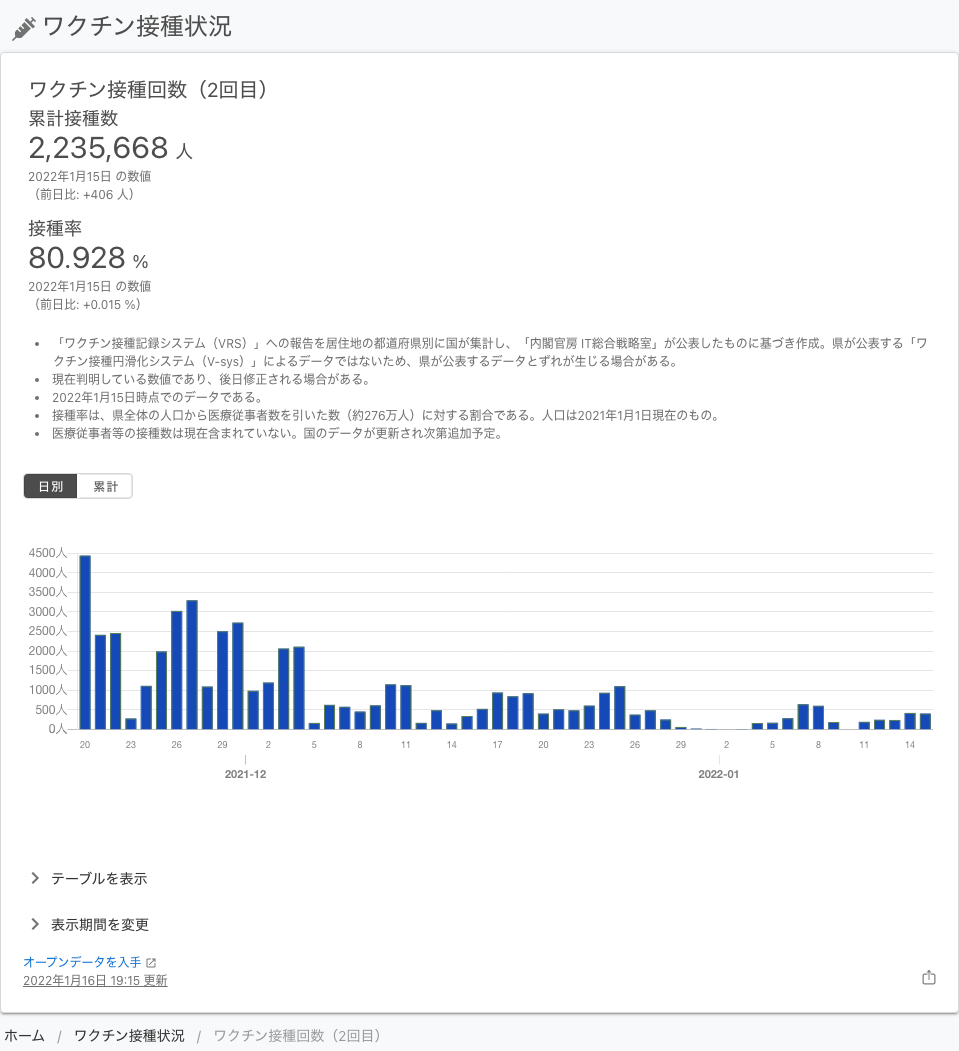 ワクチン接種状況
ワクチン接種回数（2回目）
累計接種数
2,235,668 人
2022年1月15日 の数値
（前日比: +406 人）
接種率
80.928 %
2022年1月15日 の数値
（前日比: +0.015 %）
• 「ワクチン接種記録システム（VRS）」への報告を居住地の都道府県別に国が集計し、「内閣官房 IT総合戦略室」が公表したものに基づき作成。県が公表する「ワ
クチン接種円滑化システム（V-sys）」によるデータではないため、県が公表するデータとずれが生じる場合がある。
• 現在判明している数値であり、後日修正される場合がある。
• 2022年1月15日時点でのデータである。
• 接種率は、県全体の人口から医療従事者数を引いた数（約276万人）に対する割合である。人口は2021年1月1日現在のもの。
• 医療従事者等の接種数は現在含まれていない。国のデータが更新され次第追加予定。
日別 累計
4500人
4000人
3500人
3000人
2500人
2000人
1500人
1000人
500人
0人
20 23 26 29 2 5 8 11 14 17 20 23 26 29 2 5 8 11 14
2021-12 2022-01
テーブルを表示
表示期間を変更
オープンデータを入手
2022年1月16日 19:15 更新
ホーム / ワクチン接種状況 / ワクチン接種回数（2回目）